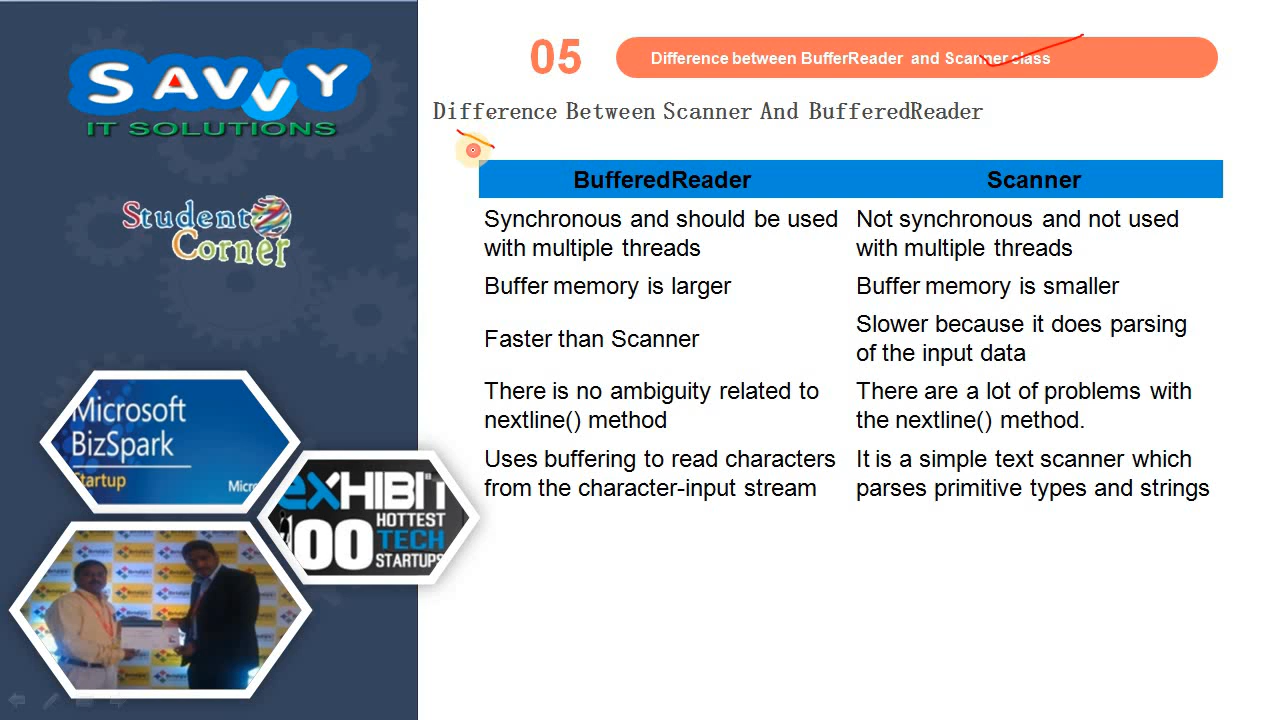 SAVVY
IT SOLUTIONS
Student
Corner
Microsoft
BizSpark
Startup
Micro
eXHIBIT
100
HOTTEST
TECH
STARTUPS
05
Difference between BufferReader and Scanner class
Difference Between Scanner And BufferedReader
BufferedReader
Scanner
Synchronous and should be used
with multiple threads
Not synchronous and not used
with multiple threads
Buffer memory is larger
Buffer memory is smaller
Faster than Scanner
Slower because it does parsing
of the input data
There is no ambiguity related to
nextline() method
There are a lot of problems with
the nextline() method.
Uses buffering to read characters
from the character-input stream
It is a simple text scanner which
parses primitive types and strings